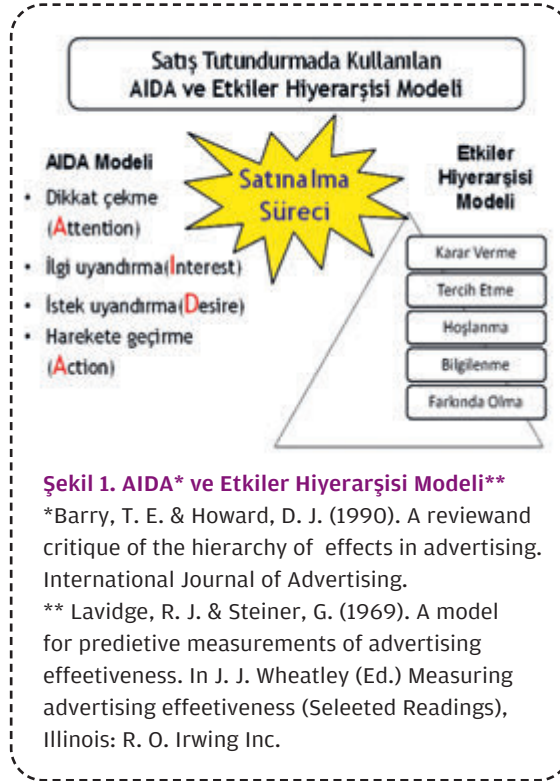 Satış Tutundurmada Kullanılan
AIDA ve Etkiler Hiyerarşisi Modeli
AIDA Modeli
• Dikkat çekme
(Attention)
• İlgi uyandırma(Interest)
• İstek uyandırma(Desire)
• Harekete geçirme
(Action)
Satınalma
Süreci
Etkiler
Hiyerarşisi
Modeli
Karar Verme
Tercih Etme
Hoşlanma
Bilgilenme
Farkında Olma
Şekil 1. AIDA* ve Etkiler Hiyerarşisi Modeli**
*Barry, T. E. & Howard, D. J. (1990). A reviewand
critique of the hierarchy of effects in advertising.
International Journal of Advertising.
** Lavidge, R. J. & Steiner, G. (1969). A model
for predietive measurements of advertising
effeetiveness. In J. J. Wheatley (Ed.) Measuring
advertising effeetiveness (Seleeted Readings),
Illinois: R. O. Irwing Inc.